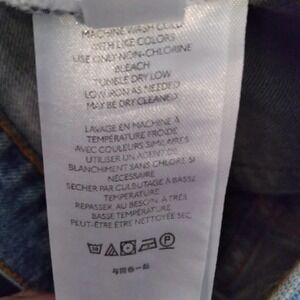 MACHINE WASH COLD
WITH LIKE COLORS
USE ONLY NON-CHLORINE
BLEACH
TUMBLE DRY LOW
LOW IRON AS NEEDED
MAY BE DRY CLEANED
LAVAGE EN MACHINE À
TEMPÉRATURE FROIDE
AVEC COULEURS SIMILAIRES
UTILISER UN AGENT DE
BLANCHIMENT SANS CHLORE SI
NÉCESSAIRE
SÉCHER PAR CULBUTAGE À BASSE
TEMPÉRATURE
REPASSER, AU BESOIN, À TRÈS
BASSE TEMPÉRATURE
PEUT-ÊTRE ÊTRE NETTOYÉE SEC
P